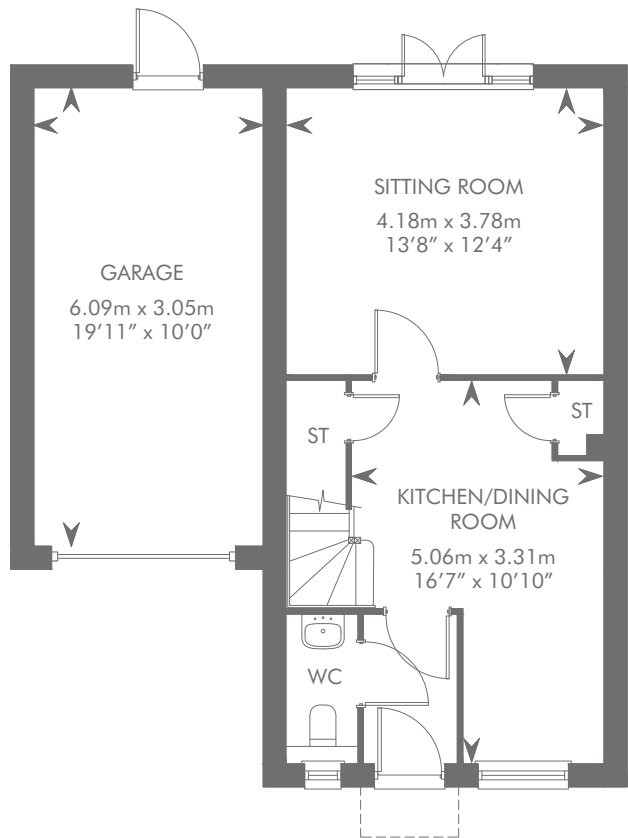 SITTING ROOM
4.18m x 3.78m
13’8” x 12’4”
GARAGE
6.09m x 3.05m
19’11” x 10’0”
ST
ST
KITCHEN/DINING
ROOM
5.06m x 3.31m
16’7” x 10’10”
WC